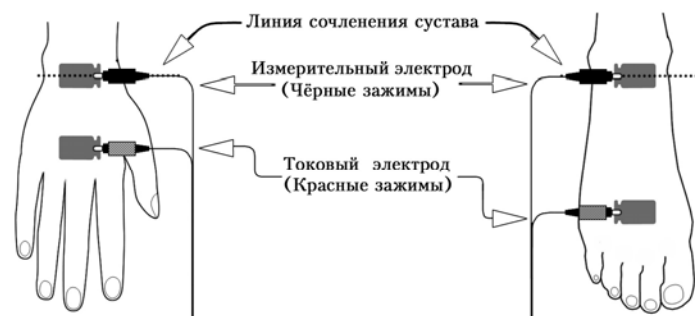 Линия сочленения сустава
Измерительный электрод
(Чёрные зажимы)
Токовый электрод
(Красные зажимы)